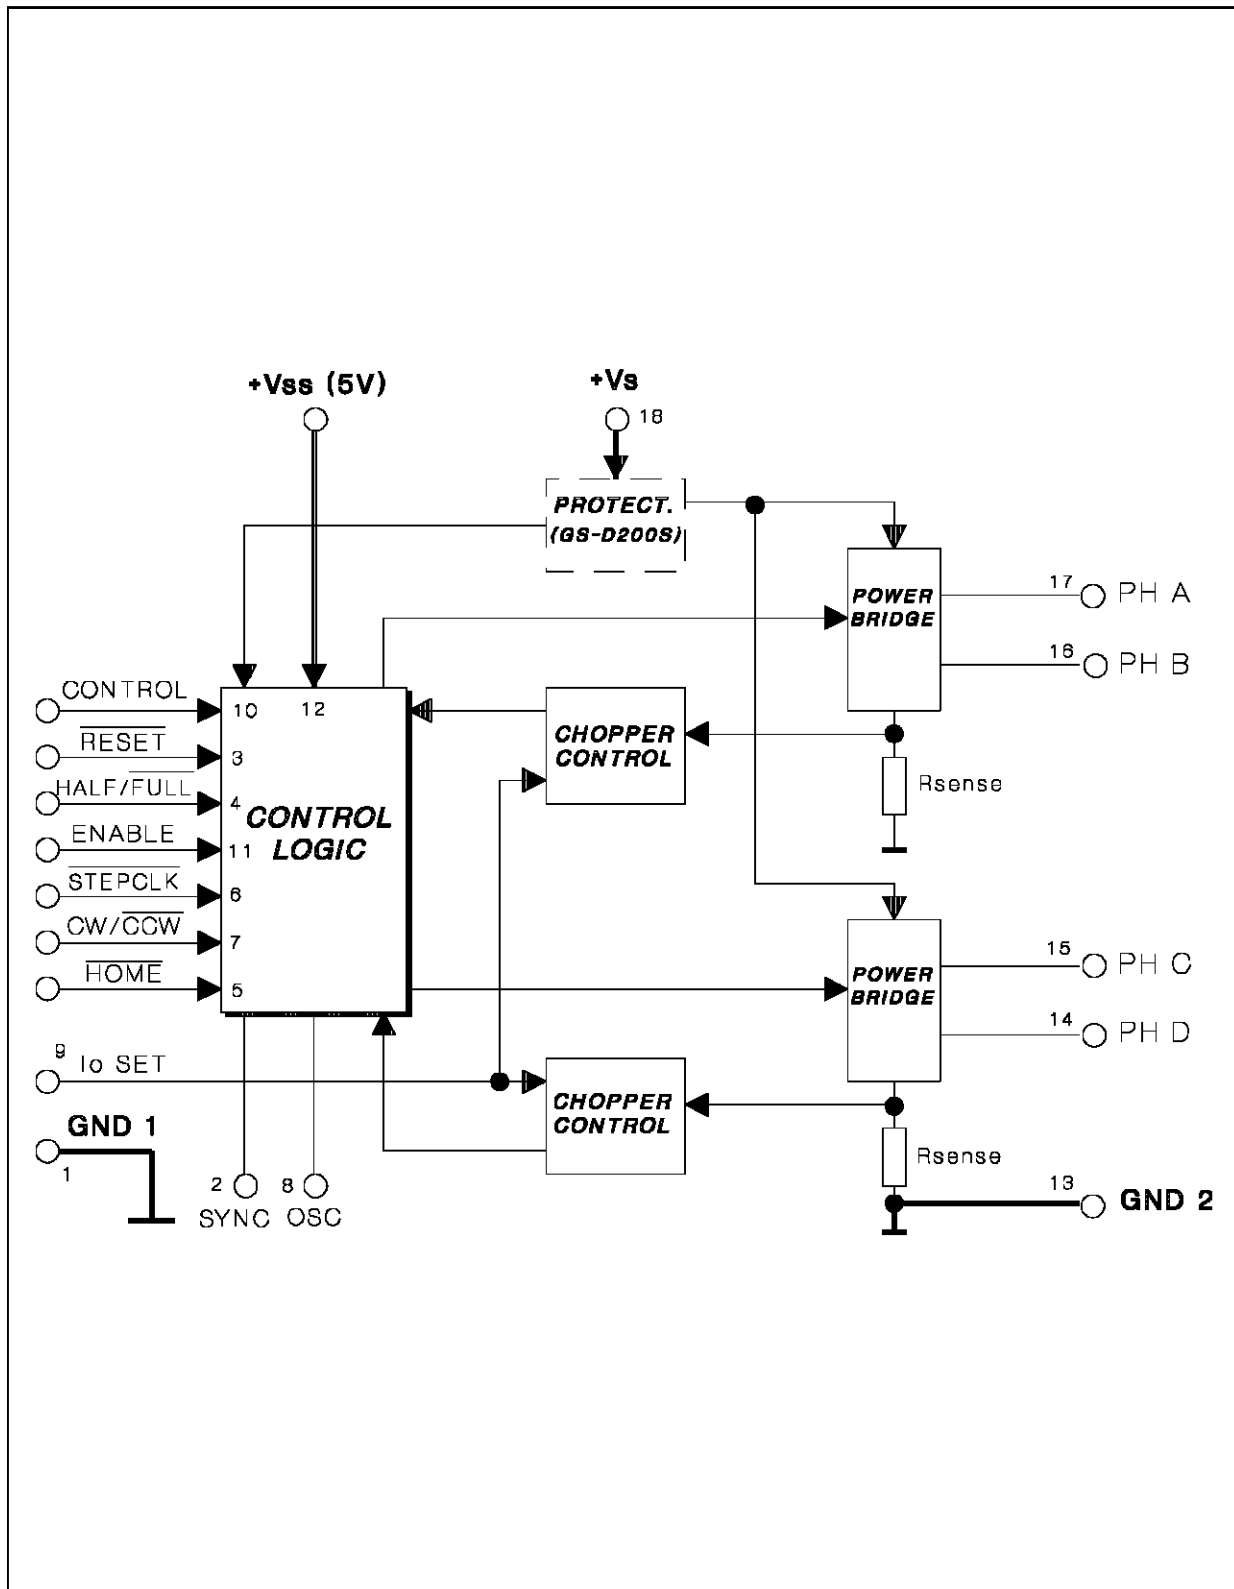 +Vss (5V)
+Vs
18
PROTECT.
(GS-D200S)
17
PH A
POWER
BRIDGE
16
PH B
CONTROL
10
12
RESET
3
CHOPPER
CONTROL
HALF/FULL
4
Rsense
CONTROL
LOGIC
ENABLE
11
STEPCLK
6
CW/CCW
7
15
PH C
POWER
BRIDGE
HOME
5
14
PH D
9
Io SET
CHOPPER
CONTROL
GND 1
1
Rsense
2
8
13
GND 2
SYNC
OSC